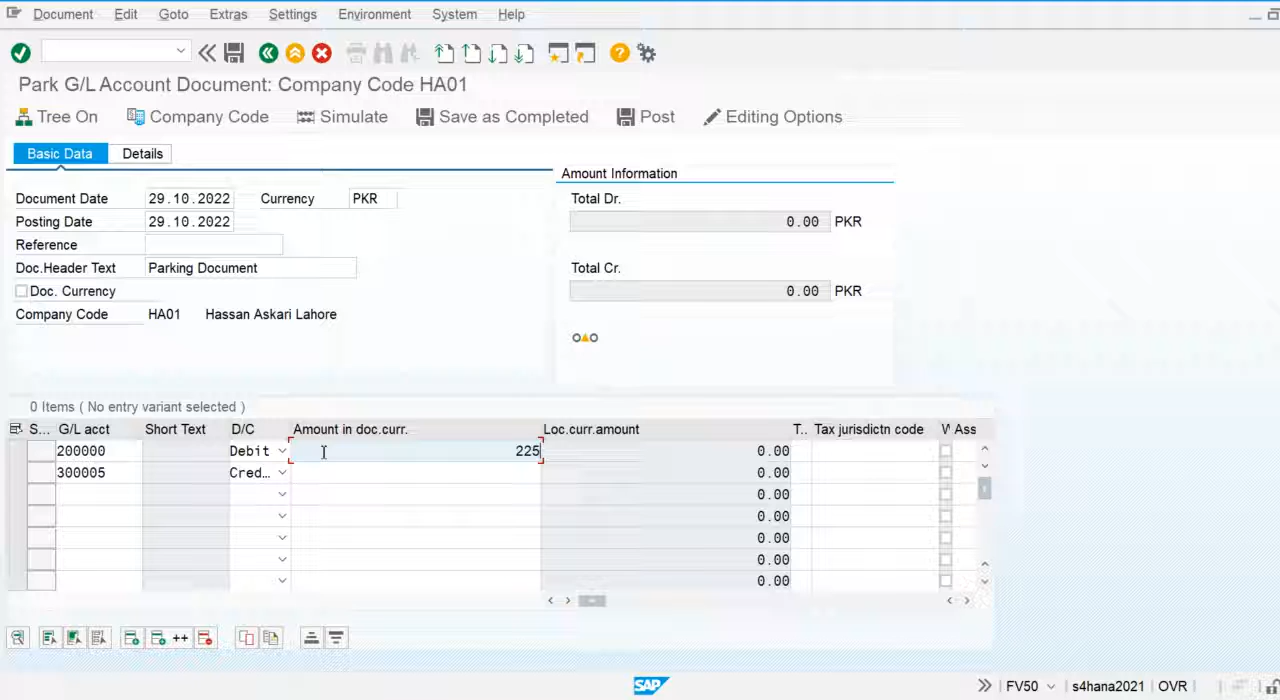 Document Edit Goto Extras Settings Environment System Help
Park G/L Account Document: Company Code HA01
Tree On Company Code Simulate Save as Completed Post Editing Options
Basic Data Details
Amount Information
Document Date 29.10.2022 Currency PKR Total Dr.
Posting Date 29.10.2022 0.00 PKR
Reference
Doc.Header Text Parking Document Total Cr.
Doc. Currency 0.00 PKR
Company Code HA01 Hassan Askari Lahore
0 Items ( No entry variant selected )
S... G/L acct Short Text D/C Amount in doc.curr. Loc.curr.amount T.. Tax jurisdictn code W Ass
200000 Debit 225 0.00
300005 Cred... 0.00
0.00
0.00
0.00
0.00
0.00
SAP FV50 s4hana2021 OVR